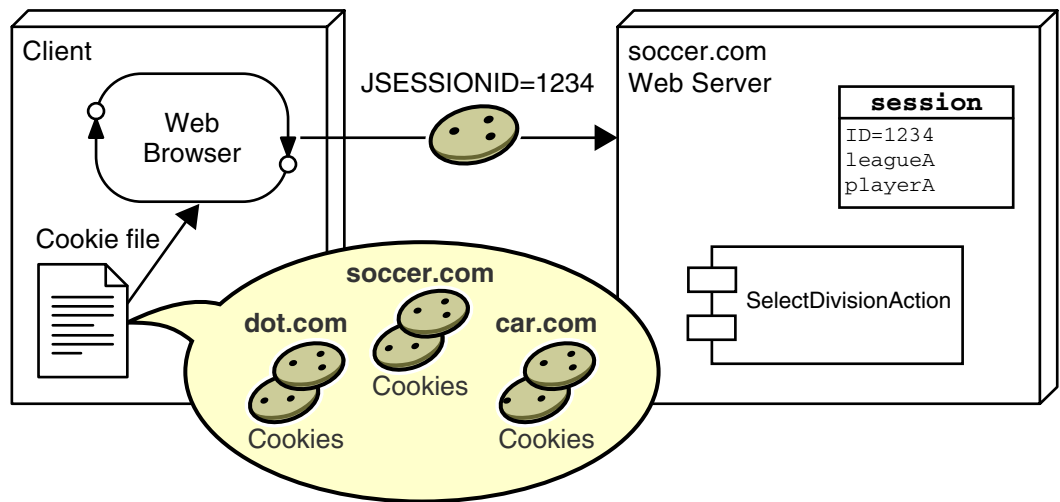 Client
Web
Browser
Cookie file
JSESSIONID=1234
soccer.com
Web Server
session
ID=1234
leagueA
playerA
SelectDivisionAction
soccer.com
Cookies
dot.com
Cookies
car.com
Cookies